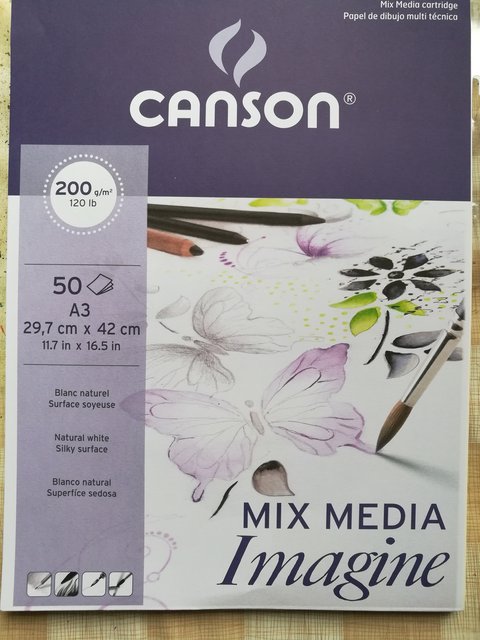 Mix Media cartridge
Papel de dibujo multi técnica
CANSON®
200 g/m²
120 lb
50
A3
29,7 cm x 42 cm
11.7 in x 16.5 in
Blanc naturel
Surface soyeuse
Natural white
Silky surface
Blanco natural
Superfíce sedosa
MIX MEDIA
Imagine